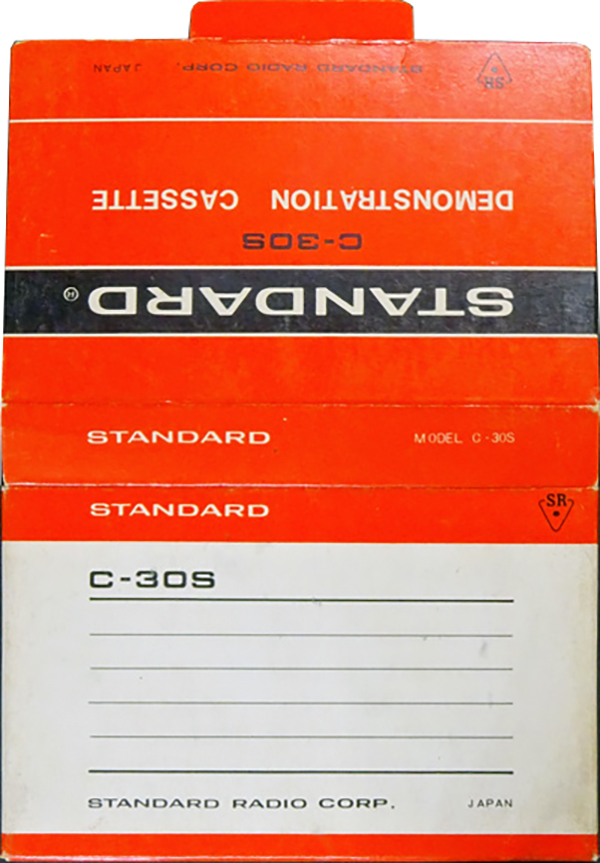 STANDARD RADIO CORP. JAPAN
SR
DEMONSTRATION CASSETTE
C-30S
STANDARD®
STANDARD MODEL C-30S
STANDARD
SR
C-30S
STANDARD RADIO CORP. JAPAN